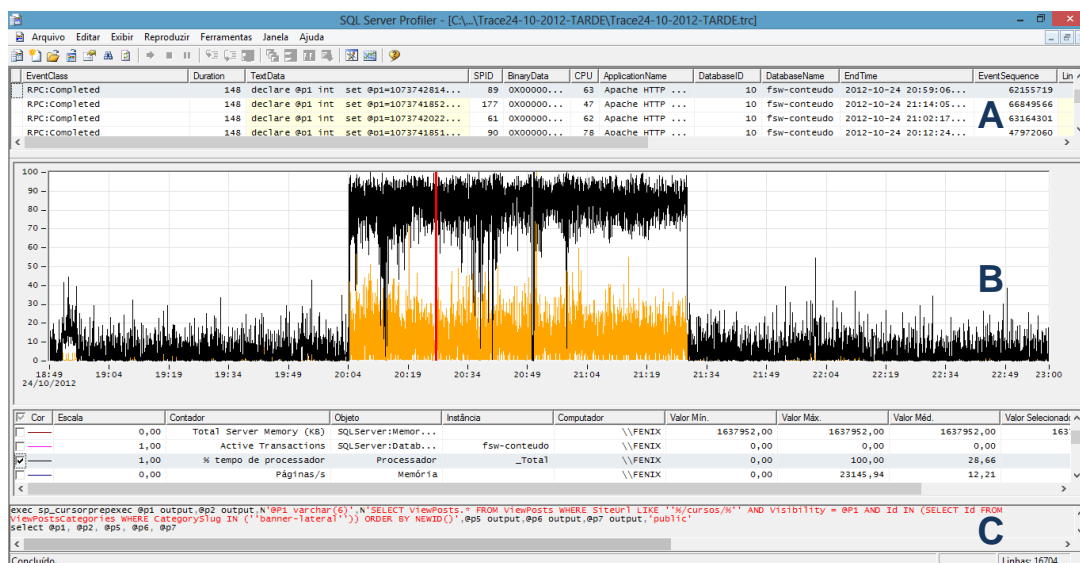 SQL Server Profiler - [C:\...\Trace24-10-2012-TARDE\Trace24-10-2012-TARDE.trc]
Arquivo Editar Exibir Reproduzir Ferramentas Janela Ajuda
EventClass Duration TextData SPID BinaryData CPU ApplicationName DatabaseID DatabaseName EndTime EventSequence Lin
RPC:Completed 148 declare @p1 int set @p1=1073742814... 89 0X00000... 63 Apache HTTP ... 10 fsw-conteudo 2012-10-24 20:59:06... 62155719
RPC:Completed 148 declare @p1 int set @p1=1073741852... 177 0X00000... 47 Apache HTTP ... 10 fsw-conteudo 2012-10-24 21:14:05... 66849566
RPC:Completed 148 declare @p1 int set @p1=1073742022... 61 0X00000... 62 Apache HTTP ... 10 fsw-conteudo 2012-10-24 21:02:17... 63164301
RPC:Completed 148 declare @p1 int set @p1=1073741851... 90 0X00000... 78 Apache HTTP ... 10 fsw-conteudo 2012-10-24 20:12:24... 47972060
A
100
90
80
70
60
50
40
30
20
10
0
B
18:49 19:04 19:19 19:34 19:49 20:04 20:19 20:34 20:49 21:04 21:19 21:34 21:49 22:04 22:19 22:34 22:49 23:00
24/10/2012
Cor Escala Contador Objeto Instância Computador Valor Mín. Valor Máx. Valor Méd. Valor Selecionado
0,00 Total Server Memory (KB) SQLServer:Memor... \\FENIX 1637952,00 1637952,00 1637952,00 163
1,00 Active Transactions SQLServer:Datab... fsw-conteudo \\FENIX 0,00 0,00 0,00
1,00 % tempo de processador Processador _Total \\FENIX 0,00 100,00 28,66
0,00 Páginas/s Memória \\FENIX 0,00 23145,94 12,21
exec sp_cursorprepexec @p1 output,@p2 output,N'@P1 varchar(6)',N'SELECT ViewPosts.* FROM ViewPosts WHERE SiteUrl LIKE ''%/cursos/%'' AND Visibility = @P1 AND Id IN (SELECT Id FROM
ViewPostsCategories WHERE CategorySlug IN (''banner-lateral'')) ORDER BY NEWID()',@p5 output,@p6 output,@p7 output,'public'
select @p1, @p2, @p5, @p6, @p7
C
Concluído. Linhas: 16704